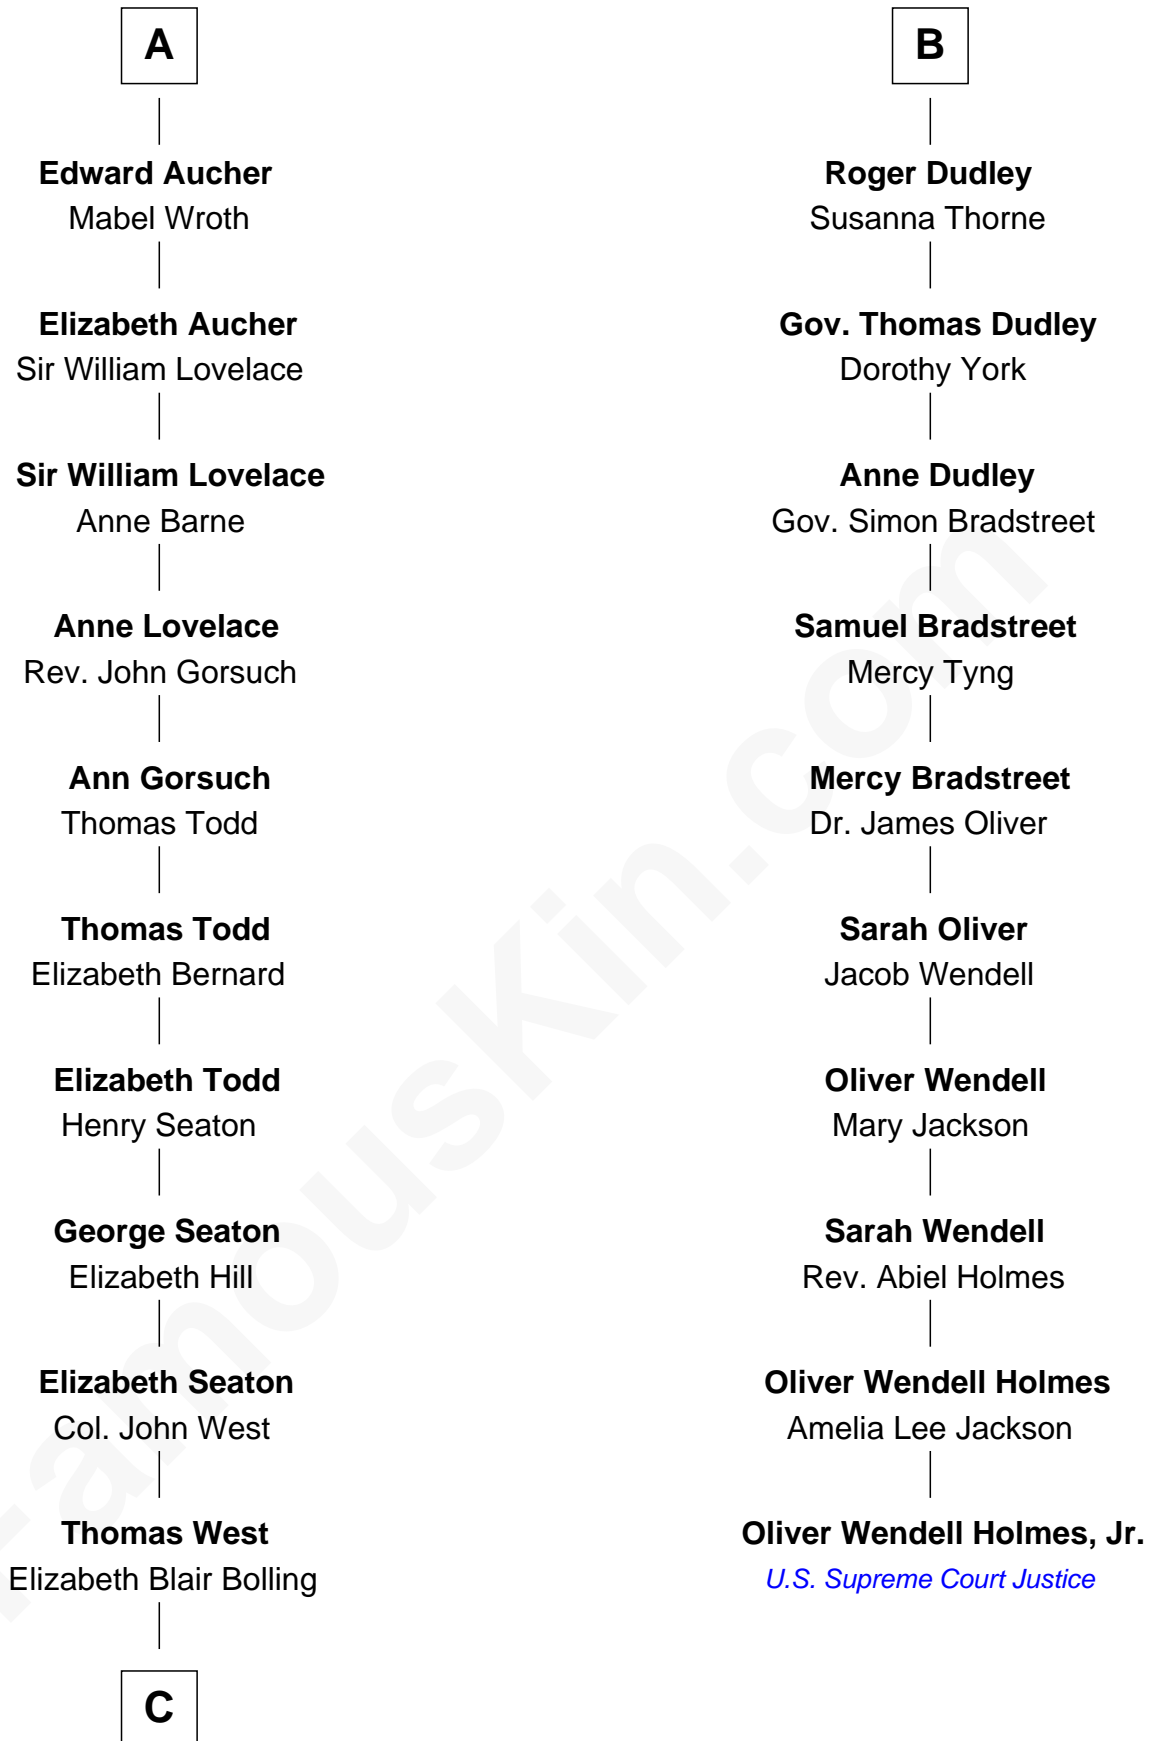 A
Edward Aucher
Mabel Wroth
Elizabeth Aucher
Sir William Lovelace
Sir William Lovelace
Anne Barne
Anne Lovelace
Rev. John Gorsuch
Ann Gorsuch
Thomas Todd
Thomas Todd
Elizabeth Bernard
Elizabeth Todd
Henry Seaton
George Seaton
Elizabeth Hill
Elizabeth Seaton
Col. John West
Thomas West
Elizabeth Blair Bolling
C
B
Roger Dudley
Susanna Thorne
Gov. Thomas Dudley
Dorothy York
Anne Dudley
Gov. Simon Bradstreet
Samuel Bradstreet
Mercy Tyng
Mercy Bradstreet
Dr. James Oliver
Sarah Oliver
Jacob Wendell
Oliver Wendell
Mary Jackson
Sarah Wendell
Rev. Abiel Holmes
Oliver Wendell Holmes
Amelia Lee Jackson
Oliver Wendell Holmes, Jr.
U.S. Supreme Court Justice
FamousKin.com